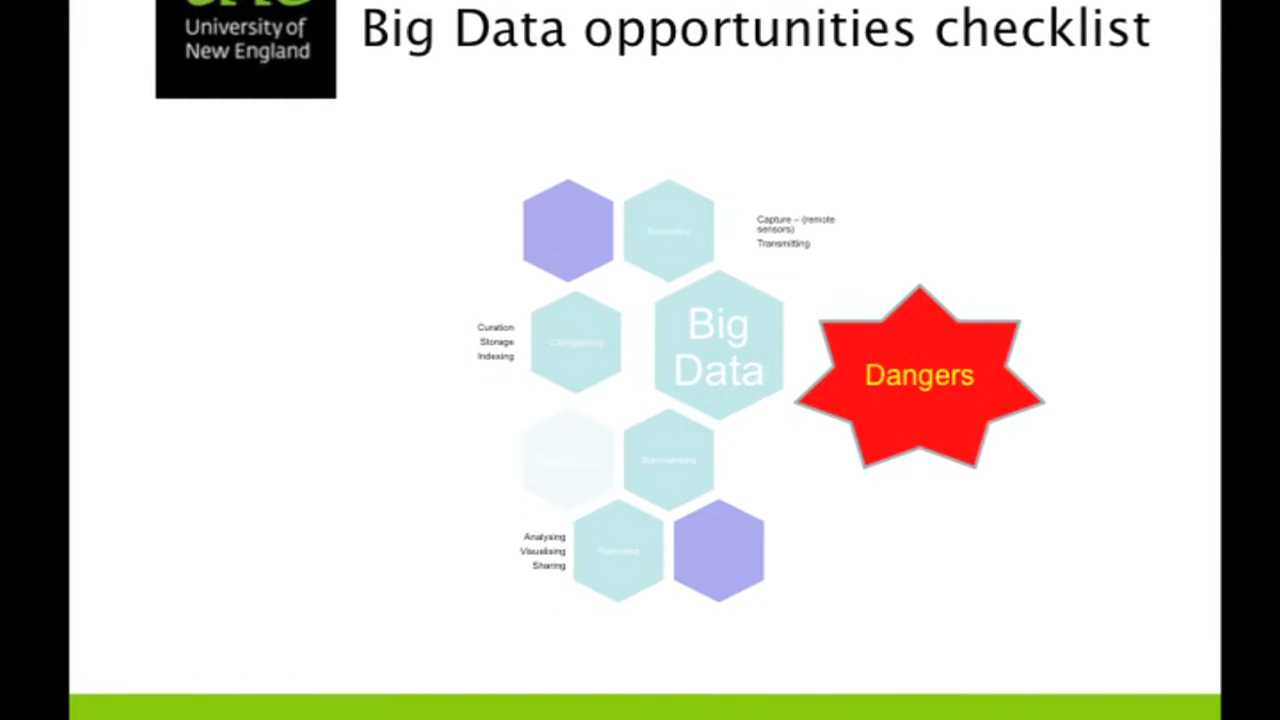 University of
New England
Big Data opportunities checklist
Capture – (remote
sensors)
Transmitting
Curation
Storage
Indexing
Big
Data
Dangers
Summarising
Analysing
Visualising
Sharing